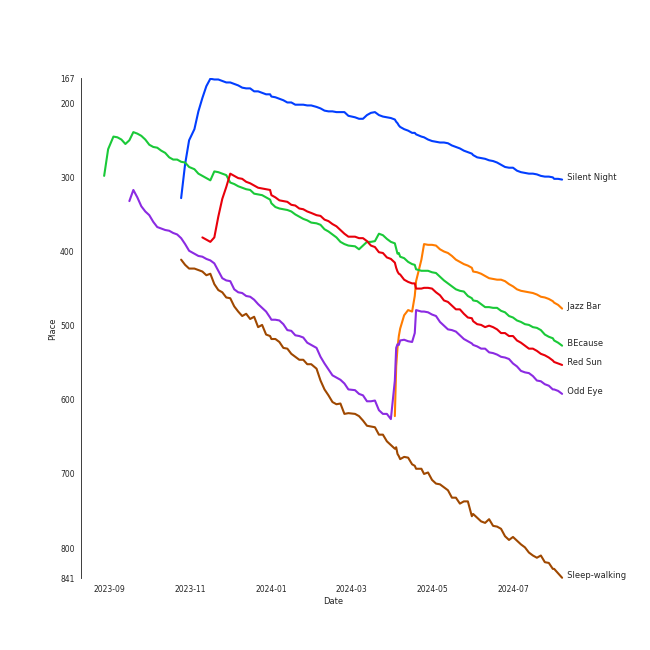 167
200
300
400
500
600
700
800
841
Place
2023-09
2023-11
2024-01
2024-03
2024-05
2024-07
Date
Silent Night
Jazz Bar
BEcause
Red Sun
Odd Eye
Sleep-walking